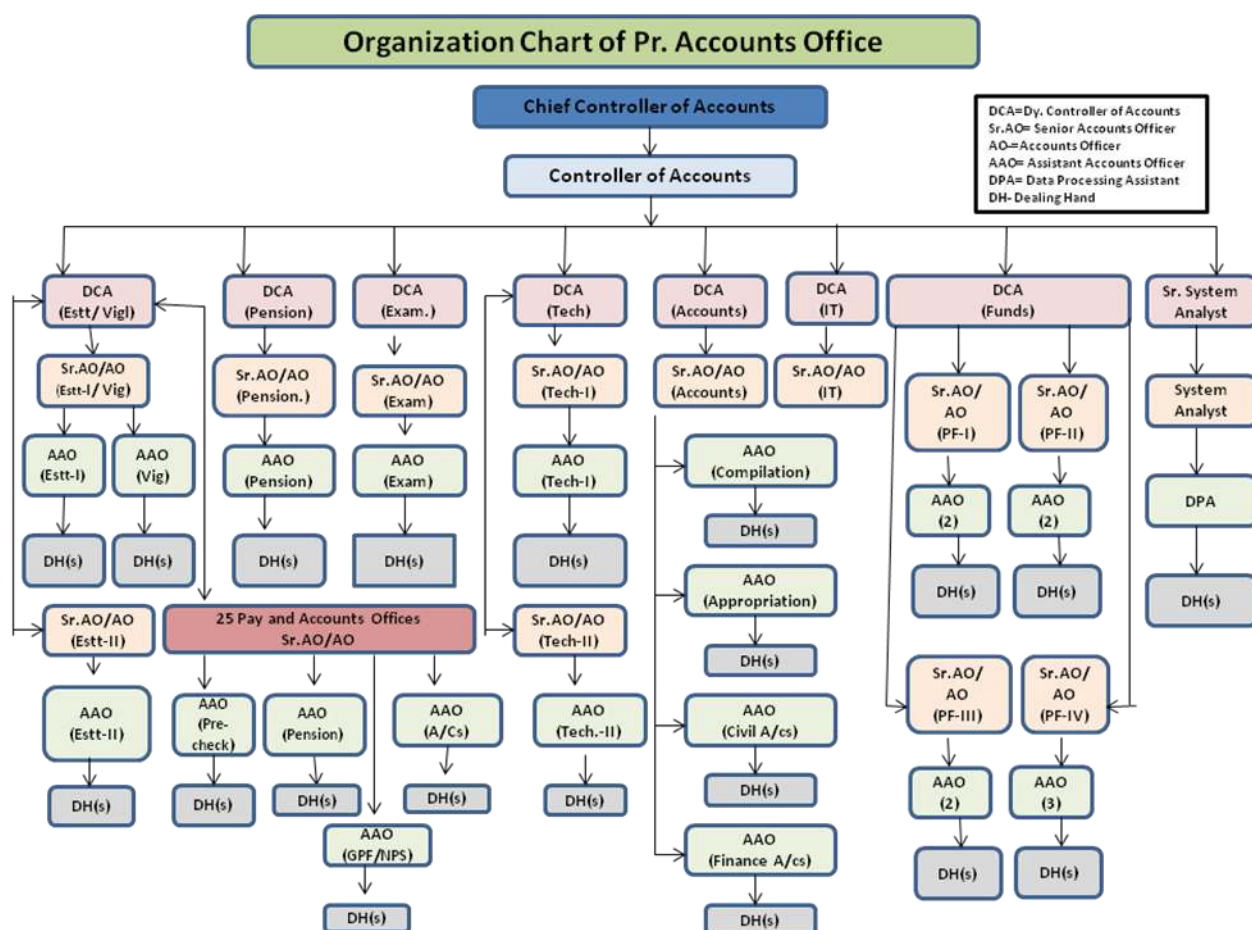 Organization Chart of Pr. Accounts Office
Chief Controller of Accounts
DCA=Dy. Controller of Accounts
Sr.AO= Senior Accounts Officer
AO=Accounts Officer
AAO= Assistant Accounts Officer
DPA= Data Processing Assistant
DH- Dealing Hand
Controller of Accounts
DCA
(Estt/ Vigl)
DCA
(Pension)
DCA
(Exam.)
DCA
(Tech)
DCA
(Accounts)
DCA
(IT)
DCA
(Funds)
Sr. System
Analyst
Sr.AO/AO
(Estt-I/ Vig)
Sr.AO/AO
(Pension.)
Sr.AO/AO
(Exam)
Sr.AO/AO
(Tech-I)
Sr.AO/AO
(Accounts)
Sr.AO/AO
(IT)
Sr.AO/
AO
(PF-I)
Sr.AO/
AO
(PF-II)
System
Analyst
AAO
(Estt-I)
AAO
(Vig)
AAO
(Pension)
AAO
(Exam)
AAO
(Tech-I)
AAO
(Compilation)
AAO
(2)
AAO
(2)
DPA
DH(s)
DH(s)
DH(s)
DH(s)
DH(s)
DH(s)
DH(s)
DH(s)
DH(s)
Sr.AO/AO
(Estt-II)
25 Pay and Accounts Offices
Sr.AO/AO
Sr.AO/AO
(Tech-II)
AAO
(Appropriation)
DH(s)
Sr.AO/
AO
(PF-III)
Sr.AO/
AO
(PF-IV)
AAO
(Estt-II)
AAO
(Pre-
check)
AAO
(Pension)
AAO
(A/Cs)
AAO
(Tech.-II)
AAO
(Civil A/cs)
AAO
(2)
AAO
(3)
DH(s)
DH(s)
DH(s)
DH(s)
DH(s)
DH(s)
AAO
(GPF/NPS)
AAO
(Finance A/cs)
DH(s)
DH(s)
DH(s)
DH(s)